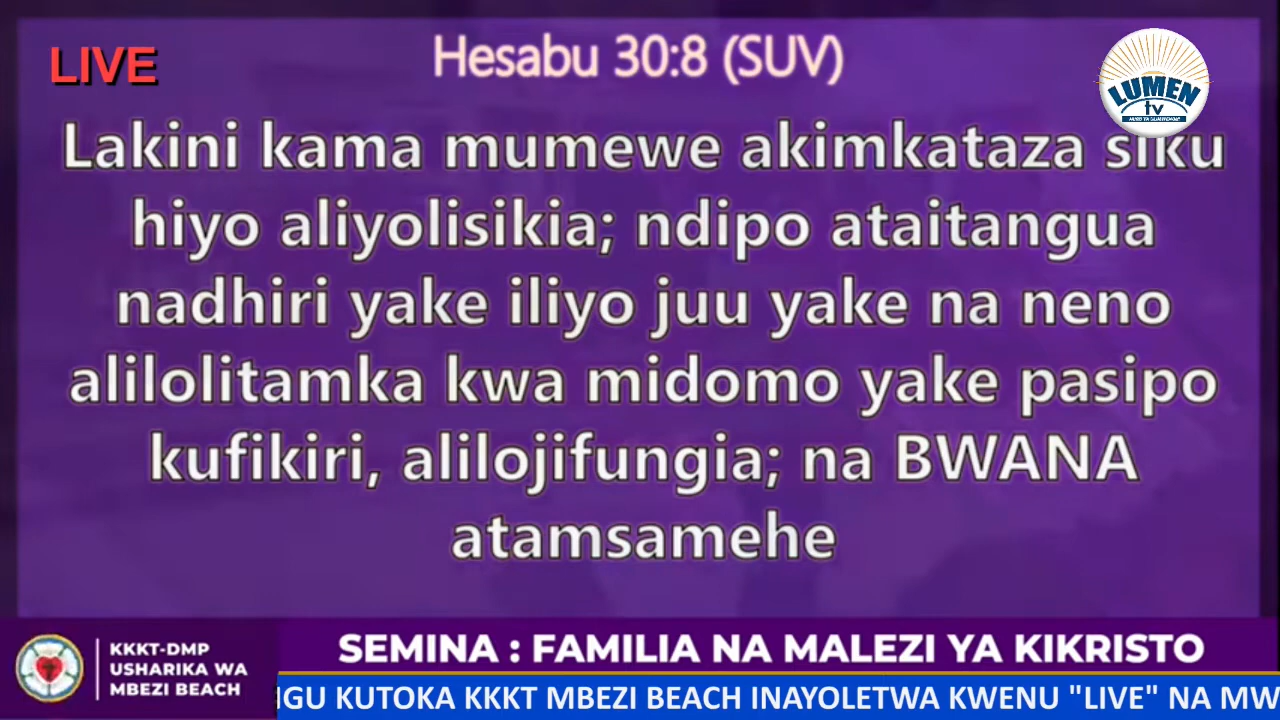 LIVE
Hesabu 30:8 (SUV)
LUMEN
tv
Lakini kama mumewe akimkataza siku
hiyo aliyolisikia; ndipo ataitangua
nadhiri yake iliyo juu yake na neno
alilolitamka kwa midomo yake pasipo
kufikiri, alilojifungia; na BWANA
atamsamehe
KKKT-DMP
USHARIKA WA
MBEZI BEACH
SEMINA : FAMILIA NA MALEZI YA KIKRISTO
IGU KUTOKA KKKT MBEZI BEACH INAYOLETWA KWENU "LIVE" NA MW